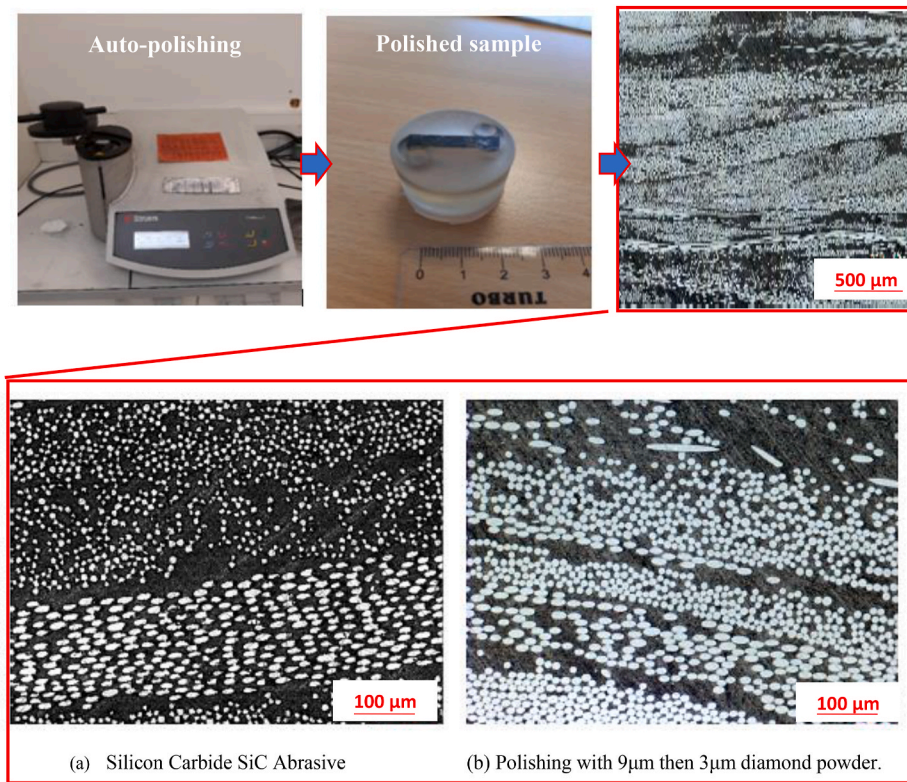 Auto-polishing
Polished sample
Struers
0 1 2 3 4
TURBO
500 µm
100 µm
100 µm
(a) Silicon Carbide SiC Abrasive
(b) Polishing with 9µm then 3µm diamond powder.